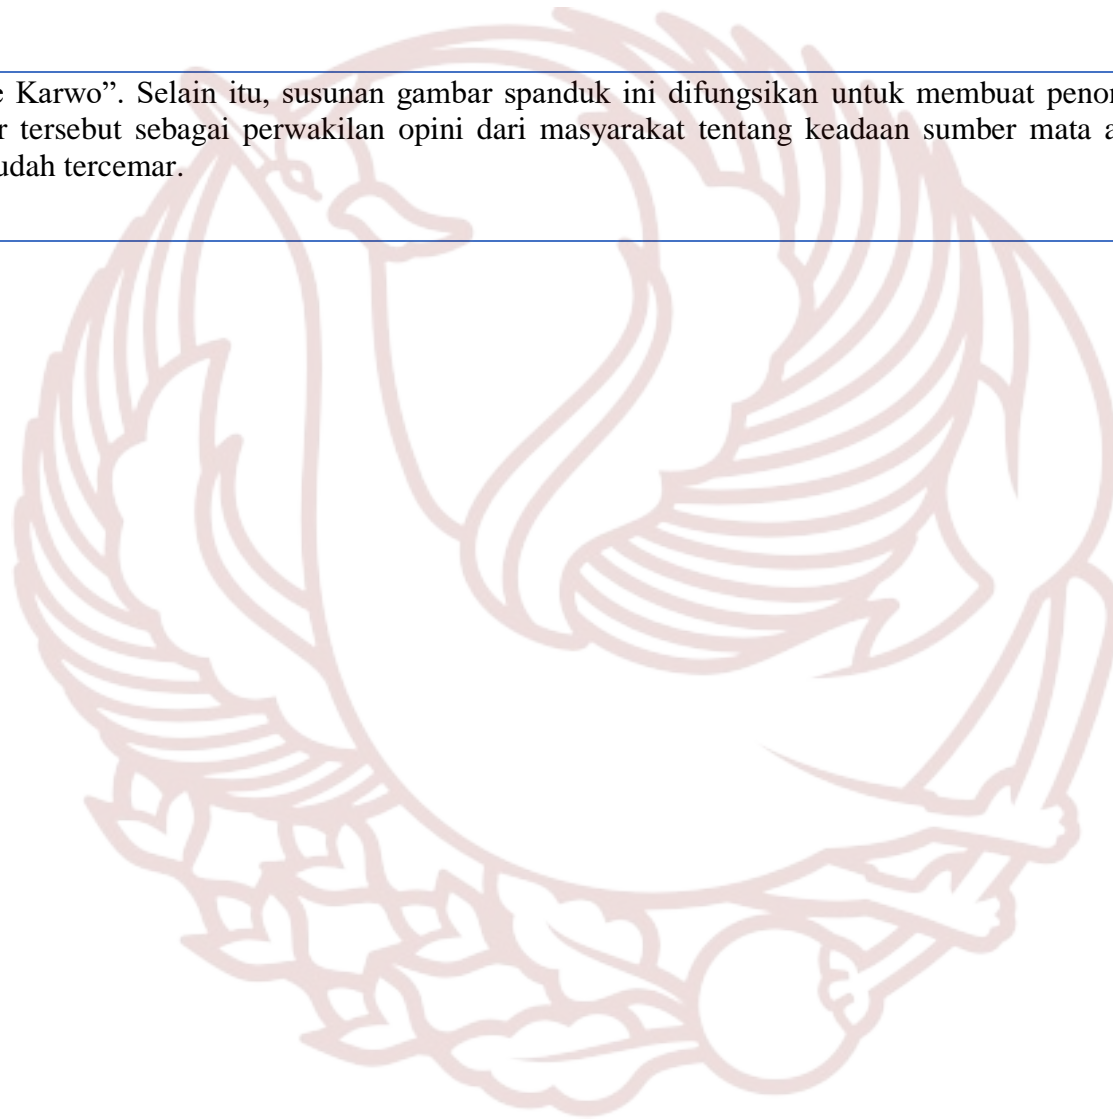 e Karwo”. Selain itu, susunan gambar spanduk ini difungsikan untuk membuat penor
r tersebut sebagai perwakilan opini dari masyarakat tentang keadaan sumber mata a
udah tercemar.